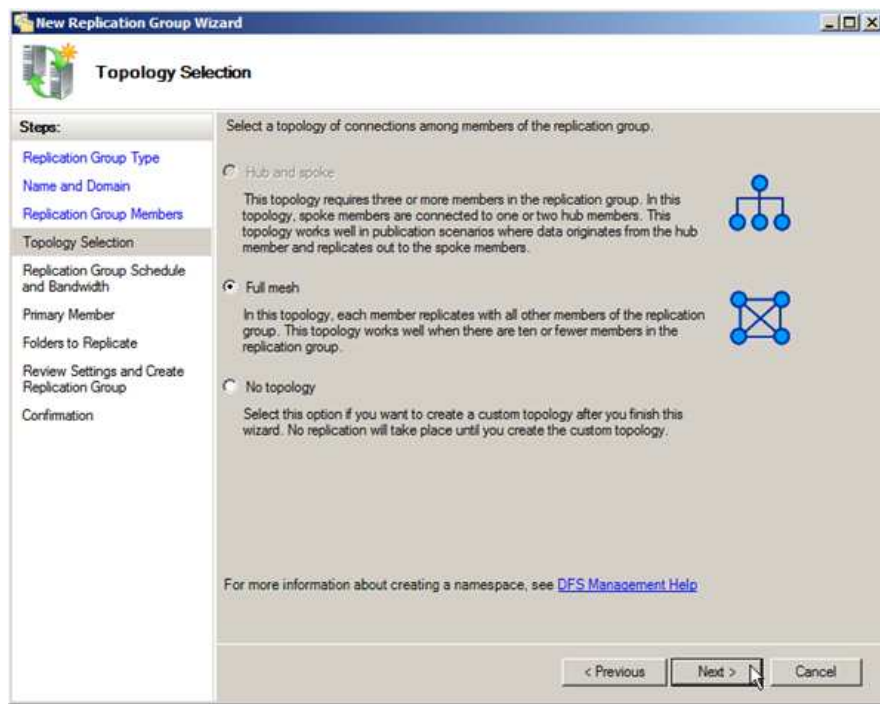 New Replication Group Wizard
Topology Selection
Steps:
Replication Group Type
Name and Domain
Replication Group Members
Topology Selection
Replication Group Schedule
and Bandwidth
Primary Member
Folders to Replicate
Review Settings and Create
Replication Group
Confirmation
Select a topology of connections among members of the replication group.
Hub and spoke
This topology requires three or more members in the replication group. In this
topology, spoke members are connected to one or two hub members. This
topology works well in publication scenarios where data originates from the hub
member and replicates out to the spoke members.
Full mesh
In this topology, each member replicates with all other members of the replication
group. This topology works well when there are ten or fewer members in the
replication group.
No topology
Select this option if you want to create a custom topology after you finish this
wizard. No replication will take place until you create the custom topology.
For more information about creating a namespace, see DFS Management Help
< Previous
Next >
Cancel